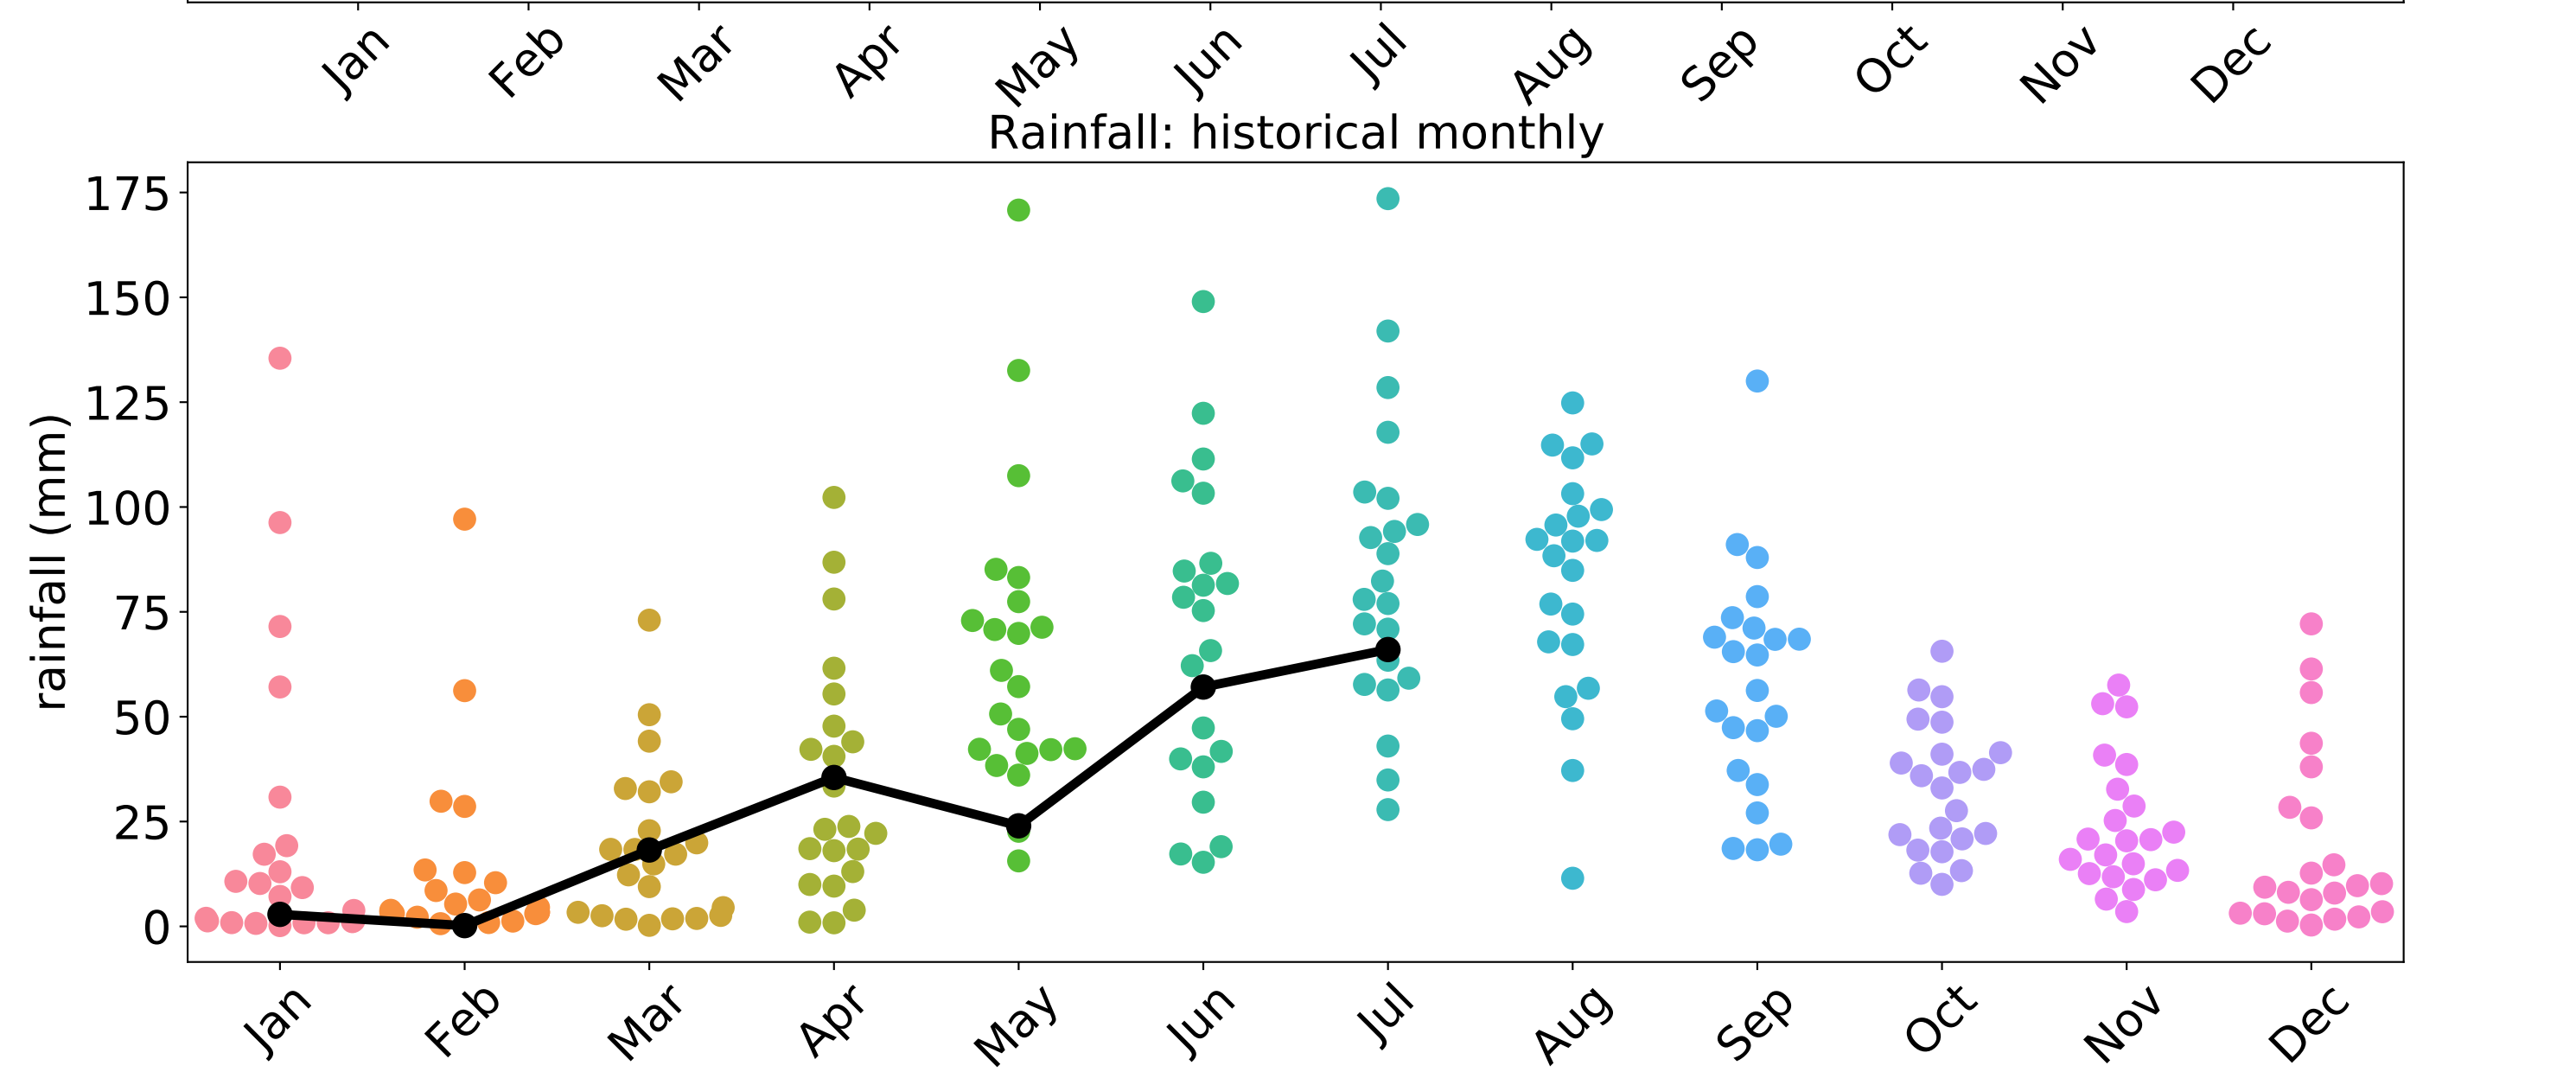 Jan Feb Mar Apr May Jun Jul Aug Sep Oct Nov Dec
Rainfall: historical monthly
175
150
125
100
75
50
25
0
rainfall (mm)
Jan Feb Mar Apr May Jun Jul Aug Sep Oct Nov Dec